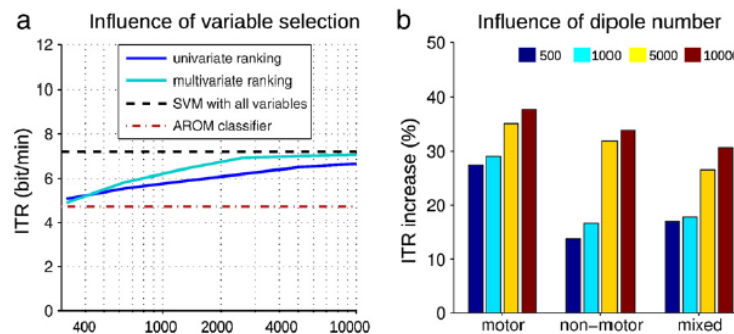 a Influence of variable selection
12
10
8
6
4
2
0
ITR (bit/min)
univariate ranking
multivariate ranking
SVM with all variables
AROM classifier
400 1000 2000 10000
b Influence of dipole number
50
40
30
20
10
0
ITR increase (%)
500 1000 5000 10000
motor non-motor mixed